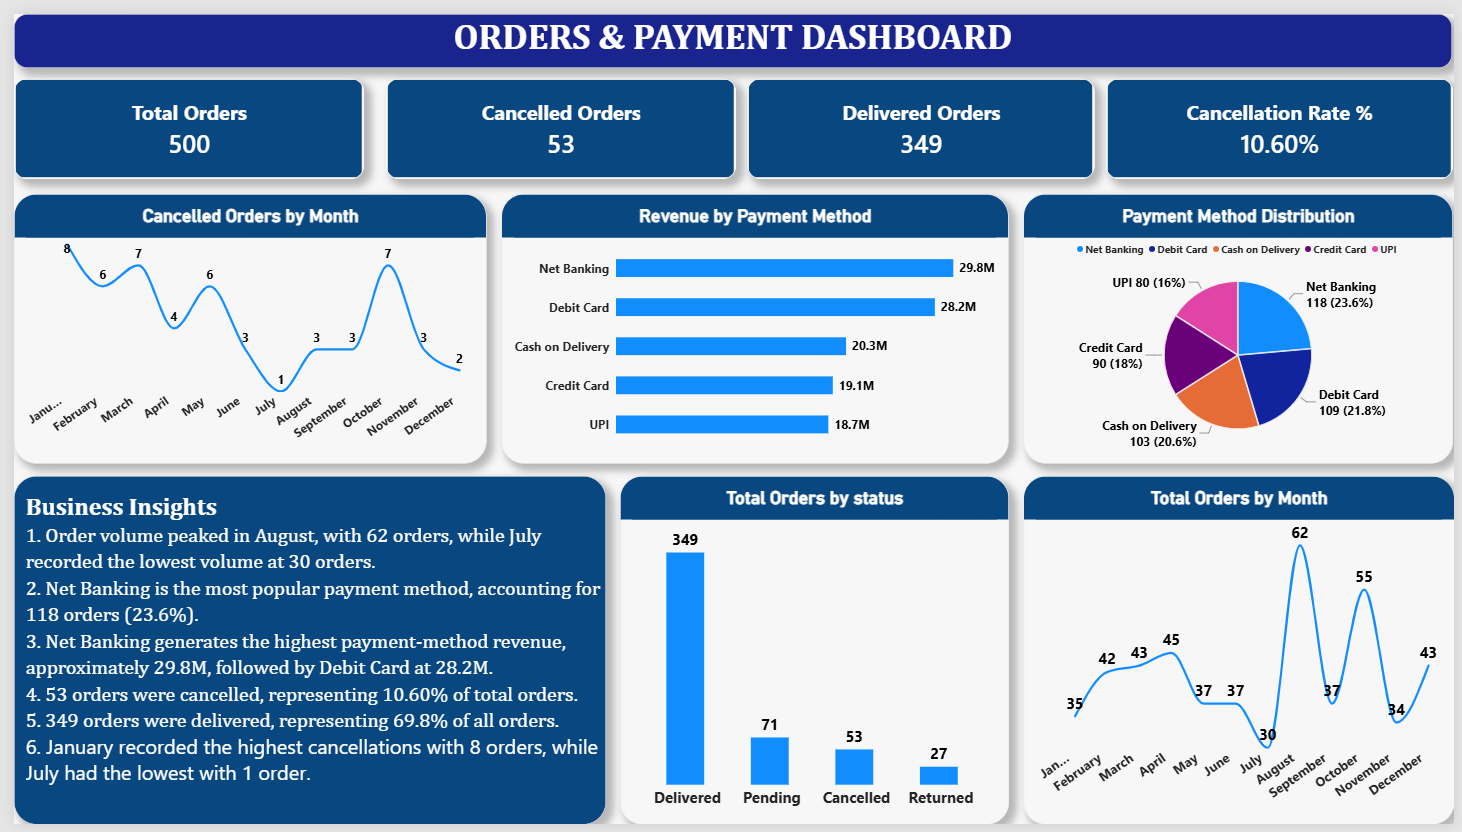 ORDERS & PAYMENT DASHBOARD
Total Orders
500
Cancelled Orders
53
Delivered Orders
349
Cancellation Rate %
10.60%
Cancelled Orders by Month
8
6
7
4
6
3
1
3
3
7
3
2
Janu...
February
March
April
May
June
July
August
September
October
November
December
Revenue by Payment Method
Net Banking 29.8M
Debit Card 28.2M
Cash on Delivery 20.3M
Credit Card 19.1M
UPI 18.7M
Payment Method Distribution
Net Banking Debit Card Cash on Delivery Credit Card UPI
UPI 80 (16%)
Net Banking
118 (23.6%)
Credit Card
90 (18%)
Debit Card
109 (21.8%)
Cash on Delivery
103 (20.6%)
Business Insights
1. Order volume peaked in August, with 62 orders, while July
recorded the lowest volume at 30 orders.
2. Net Banking is the most popular payment method, accounting for
118 orders (23.6%).
3. Net Banking generates the highest payment-method revenue,
approximately 29.8M, followed by Debit Card at 28.2M.
4. 53 orders were cancelled, representing 10.60% of total orders.
5. 349 orders were delivered, representing 69.8% of all orders.
6. January recorded the highest cancellations with 8 orders, while
July had the lowest with 1 order.
Total Orders by status
349
71
53
27
Delivered Pending Cancelled Returned
Total Orders by Month
35
42
43
45
37
37
30
62
37
55
34
43
Jan...
February
March
April
May
June
July
August
September
October
November
December